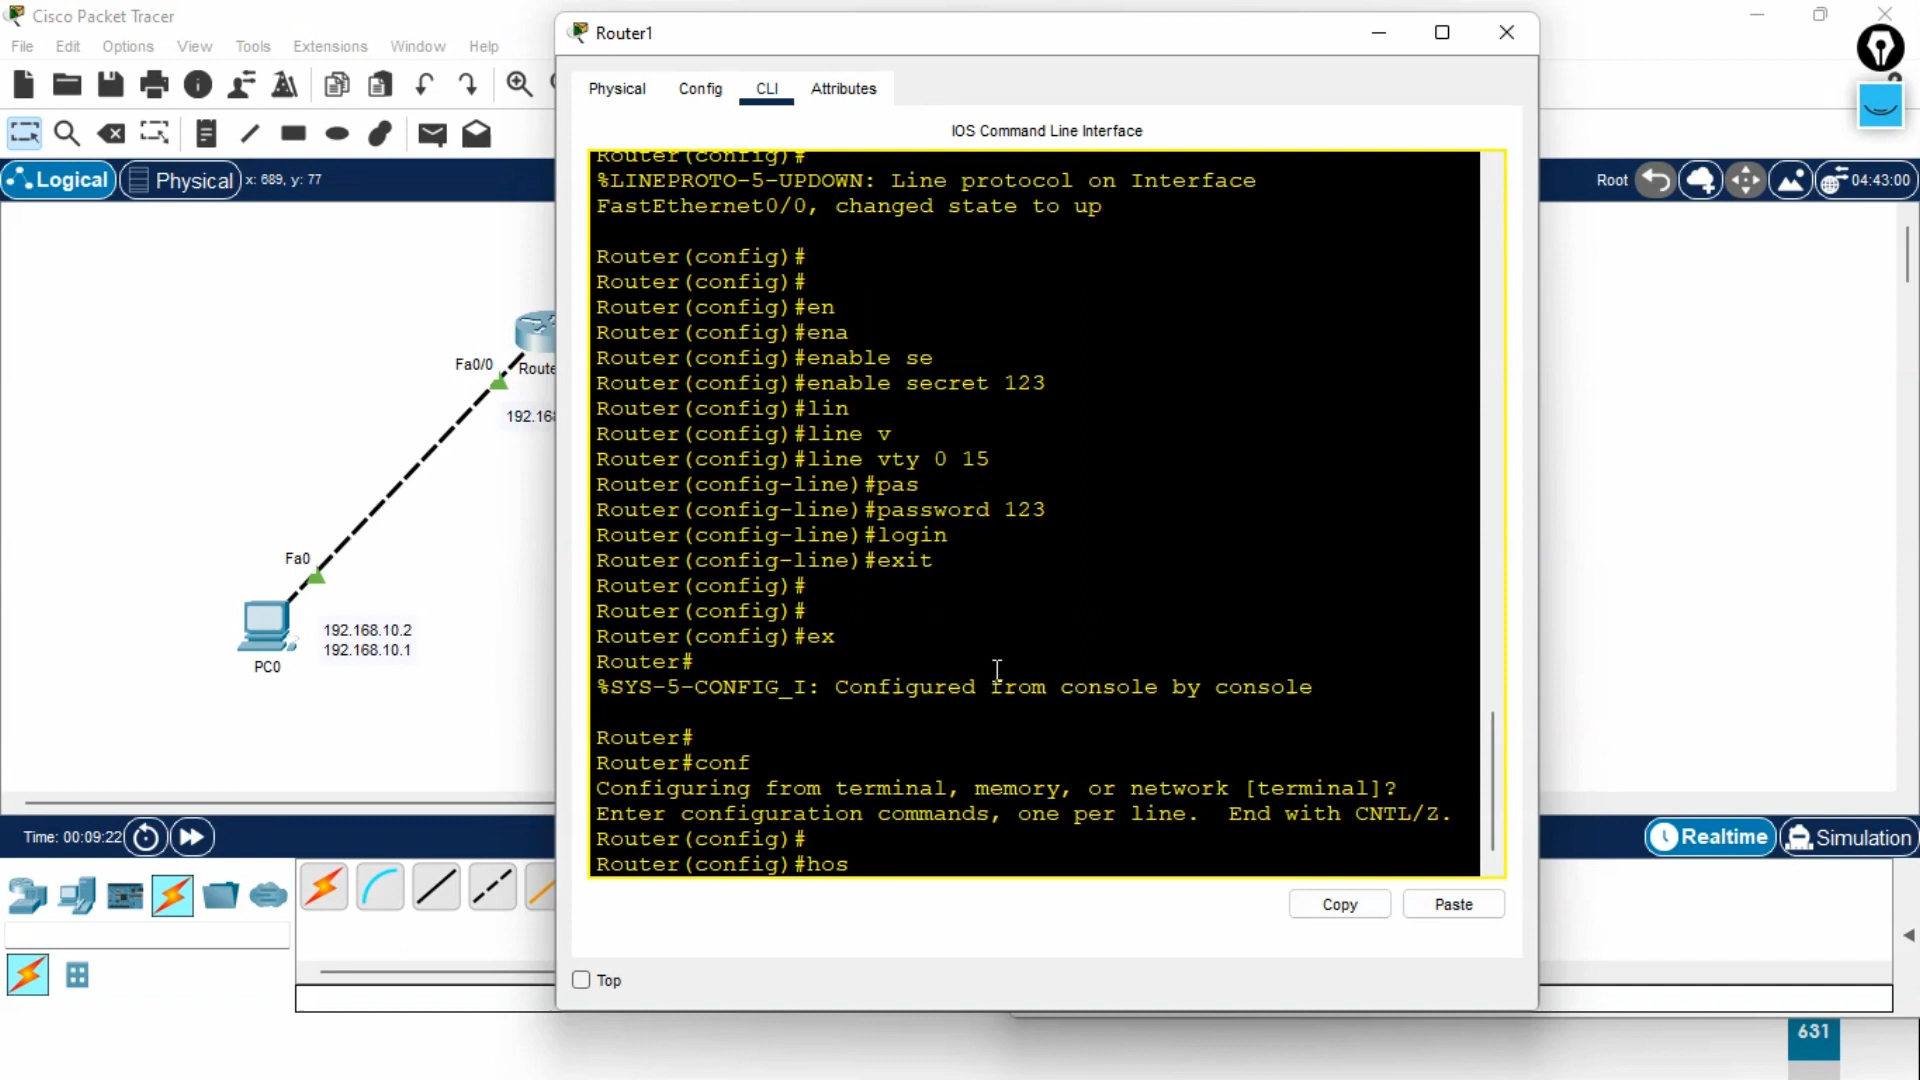 Cisco Packet Tracer
File Edit Options View Tools Extensions Window Help
Logical Physical x: 689, y: 77
Root 04:43:00
Fa0/0
Route
192.168
Fa0
192.168.10.2
192.168.10.1
PC0
Time: 00:09:22
Realtime Simulation
Router1
Physical Config CLI Attributes
IOS Command Line Interface
Router(config)#
%LINEPROTO-5-UPDOWN: Line protocol on Interface
FastEthernet0/0, changed state to up
Router(config)#
Router(config)#
Router(config)#en
Router(config)#ena
Router(config)#enable se
Router(config)#enable secret 123
Router(config)#lin
Router(config)#line v
Router(config)#line vty 0 15
Router(config-line)#pas
Router(config-line)#password 123
Router(config-line)#login
Router(config-line)#exit
Router(config)#
Router(config)#
Router(config)#ex
Router#
%SYS-5-CONFIG_I: Configured from console by console
Router#
Router#conf
Configuring from terminal, memory, or network [terminal]?
Enter configuration commands, one per line. End with CNTL/Z.
Router(config)#
Router(config)#hos
Copy Paste
Top
631